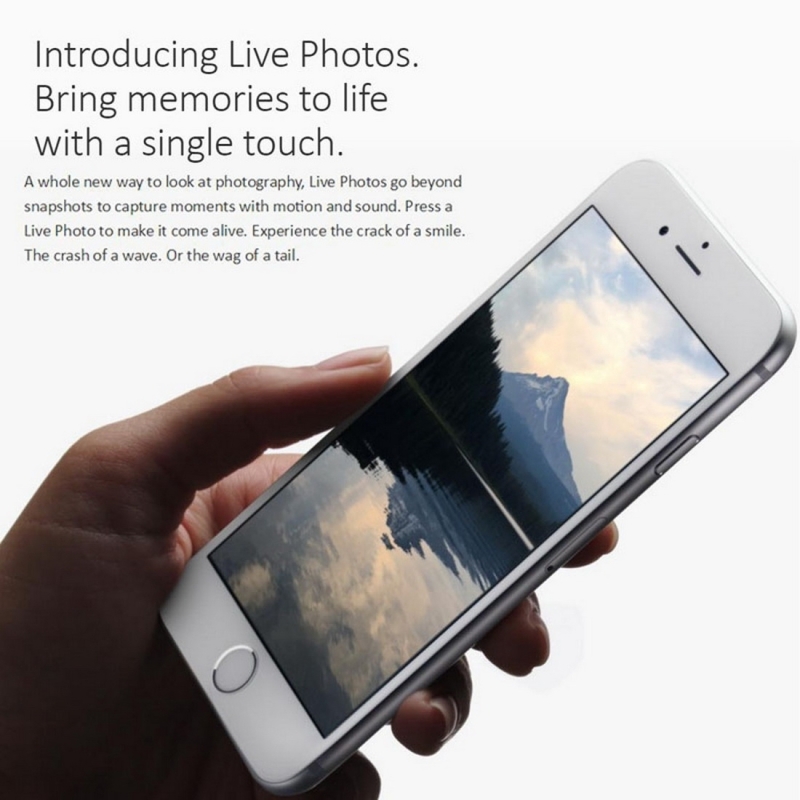 Introducing Live Photos.
Bring memories to life
with a single touch.
A whole new way to look at photography, Live Photos go beyond
snapshots to capture moments with motion and sound. Press a
Live Photo to make it come alive. Experience the crack of a smile.
The crash of a wave. Or the wag of a tail.